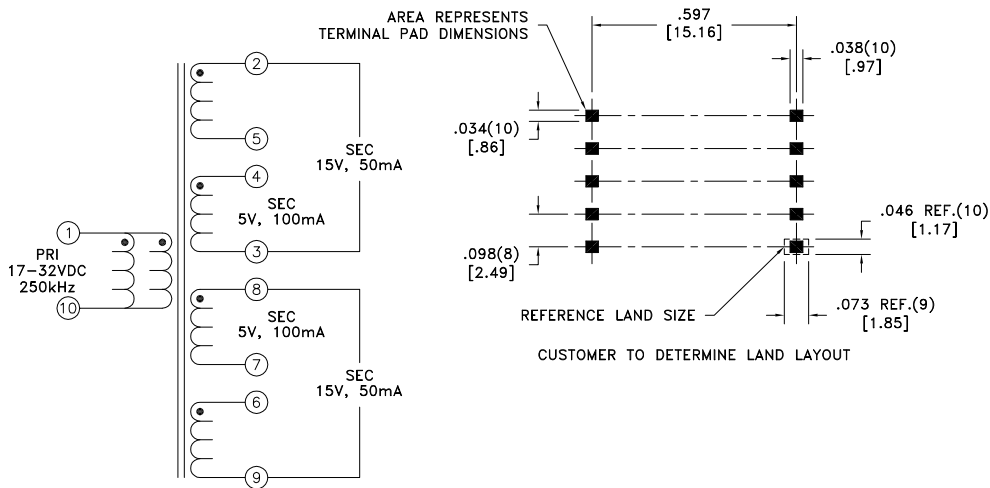 2
5
SEC
15V, 50mA
4
SEC
5V, 100mA
3
1
PRI
17-32VDC
250kHz
10
8
SEC
5V, 100mA
7
SEC
15V, 50mA
6
9
AREA REPRESENTS
TERMINAL PAD DIMENSIONS
.597
[15.16]
.038(10)
[.97]
.034(10)
[.86]
.098(8)
[2.49]
.046 REF.(10)
[1.17]
.073 REF.(9)
[1.85]
REFERENCE LAND SIZE
CUSTOMER TO DETERMINE LAND LAYOUT